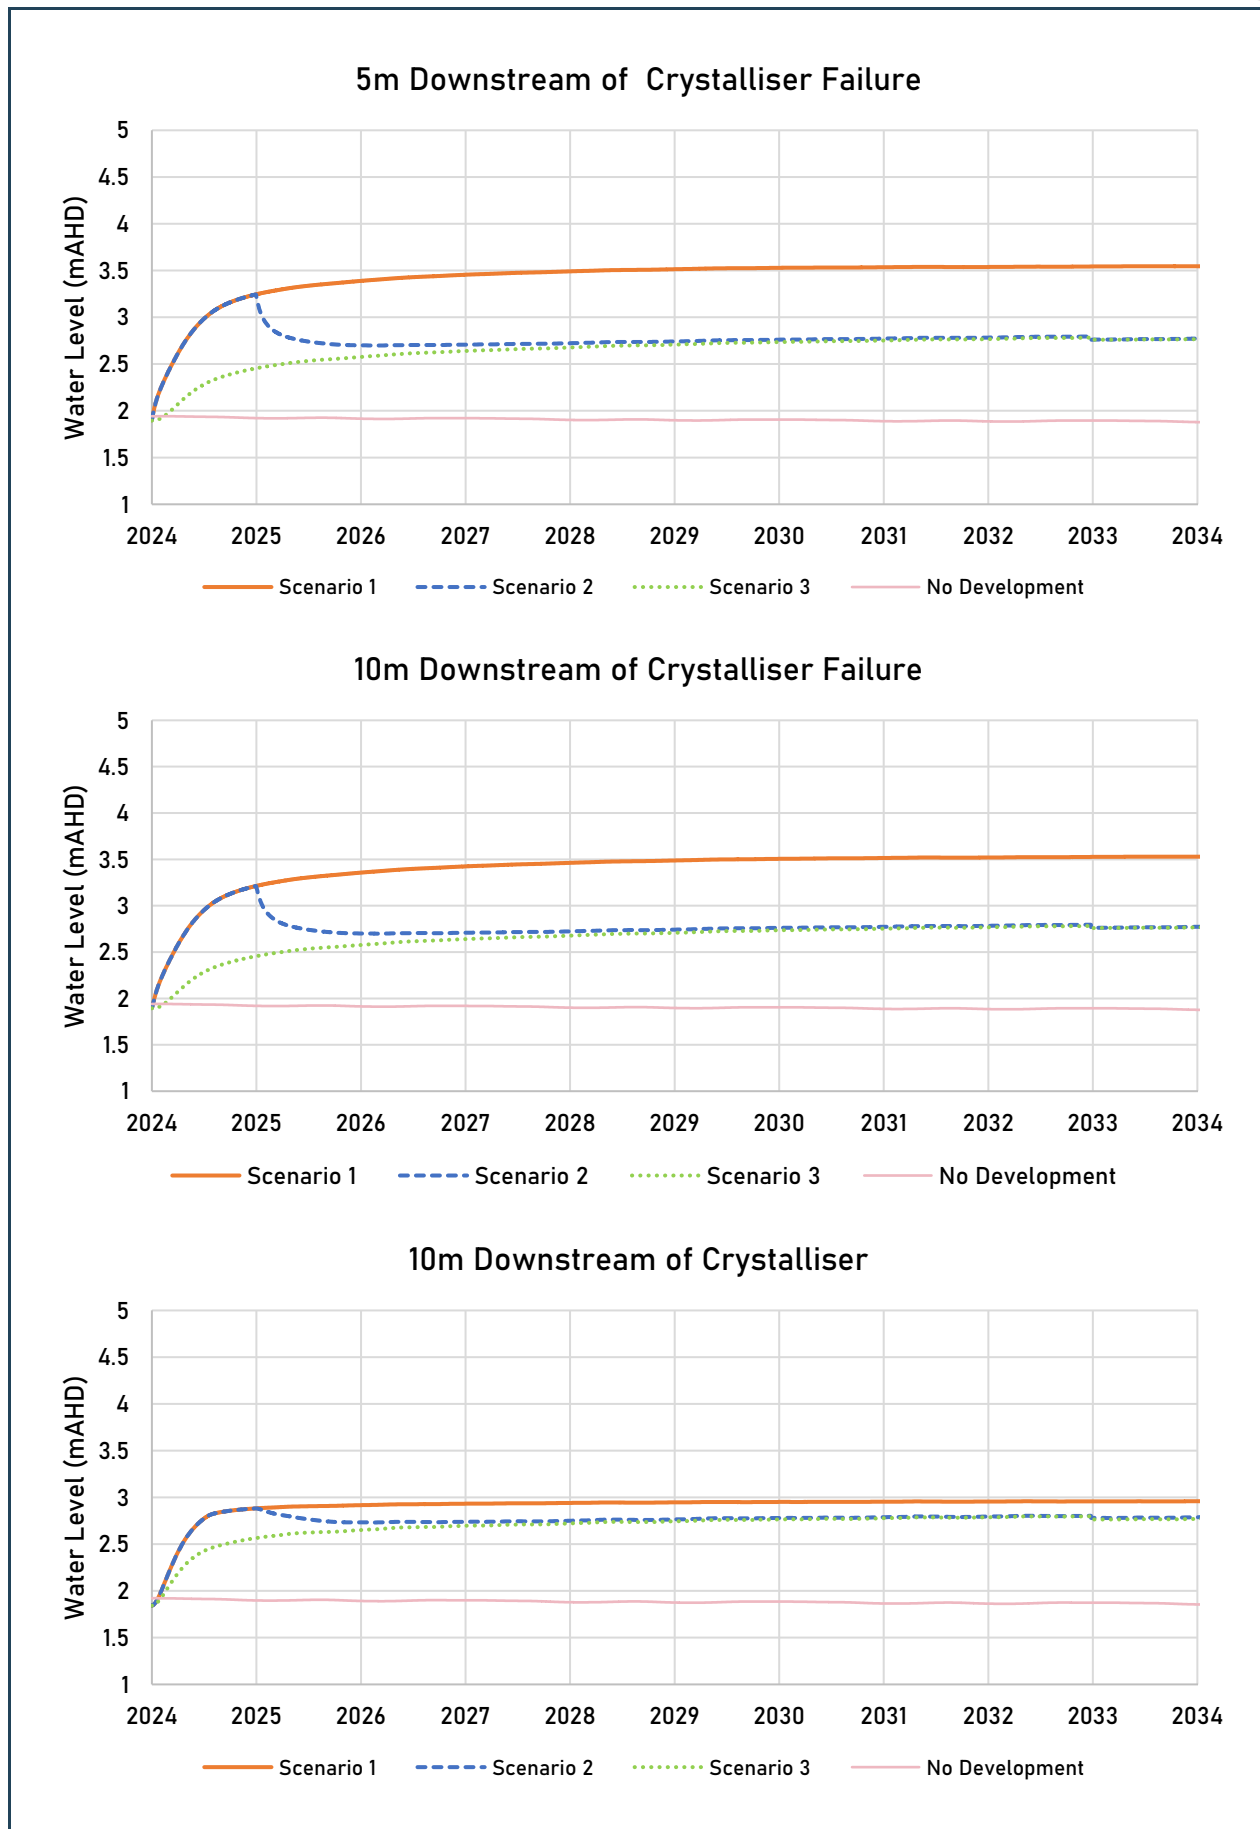 5m Downstream of Crystalliser Failure
5
4.5
4
3.5
3
2.5
2
1.5
1
Water Level (mAHD)
2024 2025 2026 2027 2028 2029 2030 2031 2032 2033 2034
Scenario 1 Scenario 2 Scenario 3 No Development
10m Downstream of Crystalliser Failure
5
4.5
4
3.5
3
2.5
2
1.5
1
Water Level (mAHD)
2024 2025 2026 2027 2028 2029 2030 2031 2032 2033 2034
Scenario 1 Scenario 2 Scenario 3 No Development
10m Downstream of Crystalliser
5
4.5
4
3.5
3
2.5
2
1.5
1
Water Level (mAHD)
2024 2025 2026 2027 2028 2029 2030 2031 2032 2033 2034
Scenario 1 Scenario 2 Scenario 3 No Development